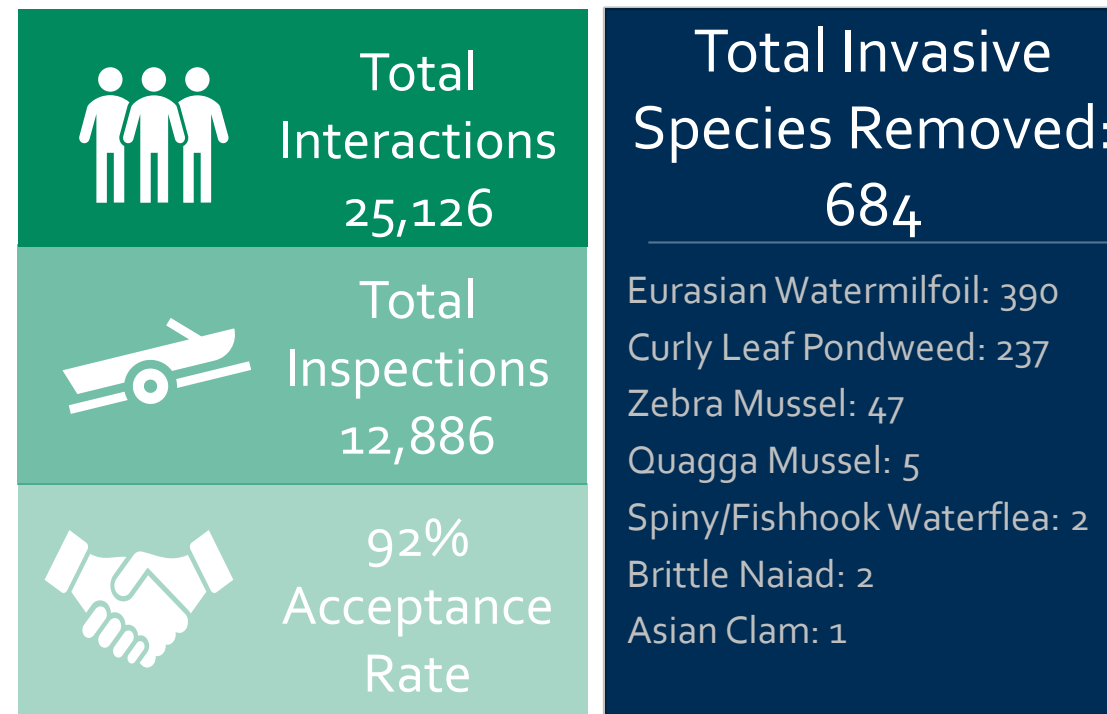 Total
Interactions
25,126
Total
Inspections
12,886
92%
Acceptance
Rate
Total Invasive
Species Removed:
684
Eurasian Watermilfoil: 390
Curly Leaf Pondweed: 237
Zebra Mussel: 47
Quagga Mussel: 5
Spiny/Fishhook Waterflea: 2
Brittle Naiad: 2
Asian Clam: 1